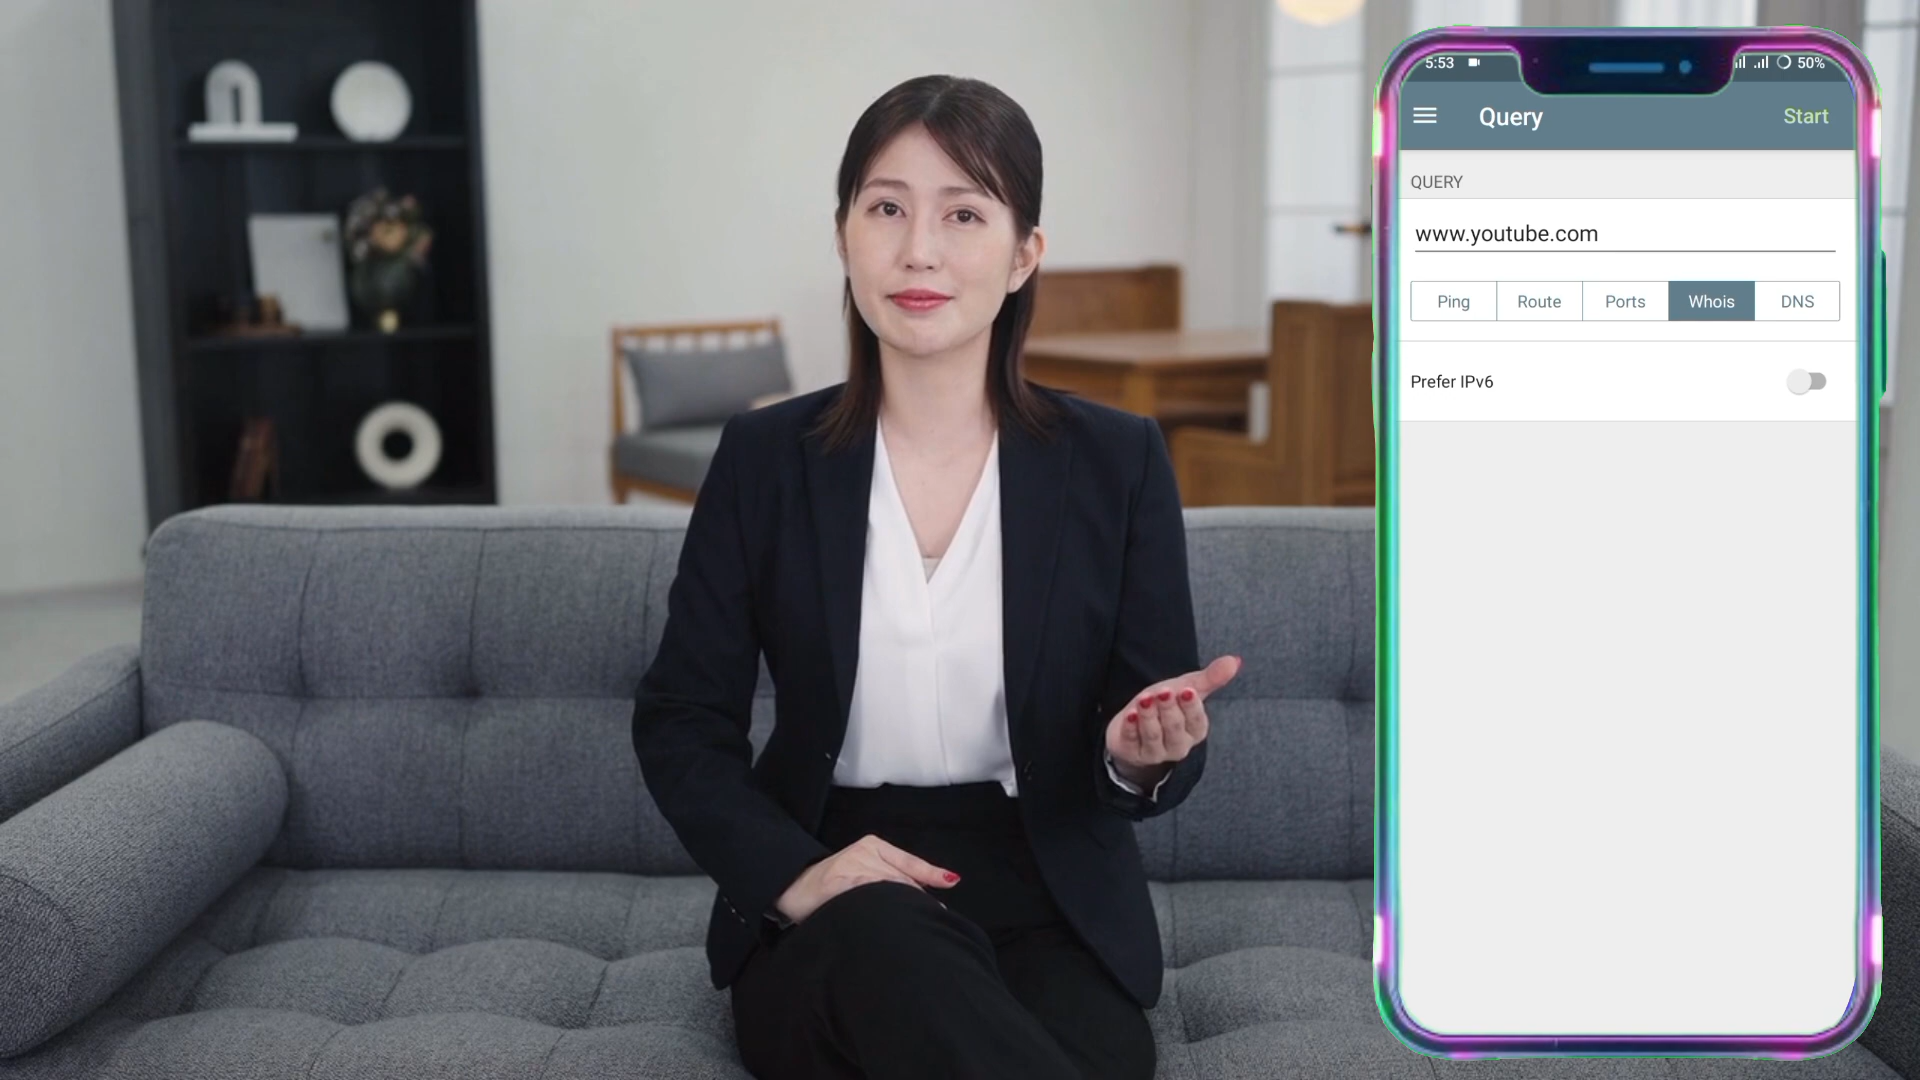 5:53 50%
Query Start
QUERY
www.youtube.com
Ping Route Ports Whois DNS
Prefer IPv6